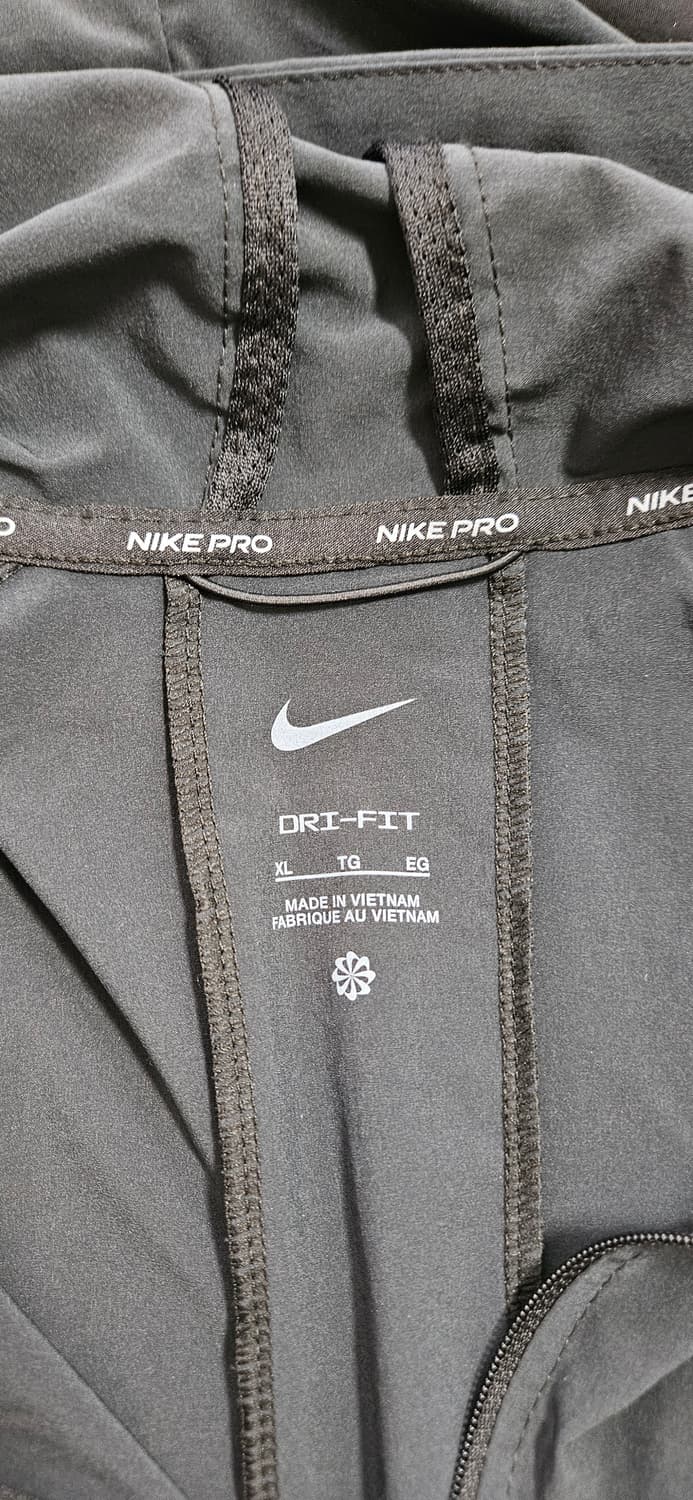 NIKE PRO NIKE PRO NIKE
DRI-FIT
XL TG EG
MADE IN VIETNAM
FABRIQUE AU VIETNAM